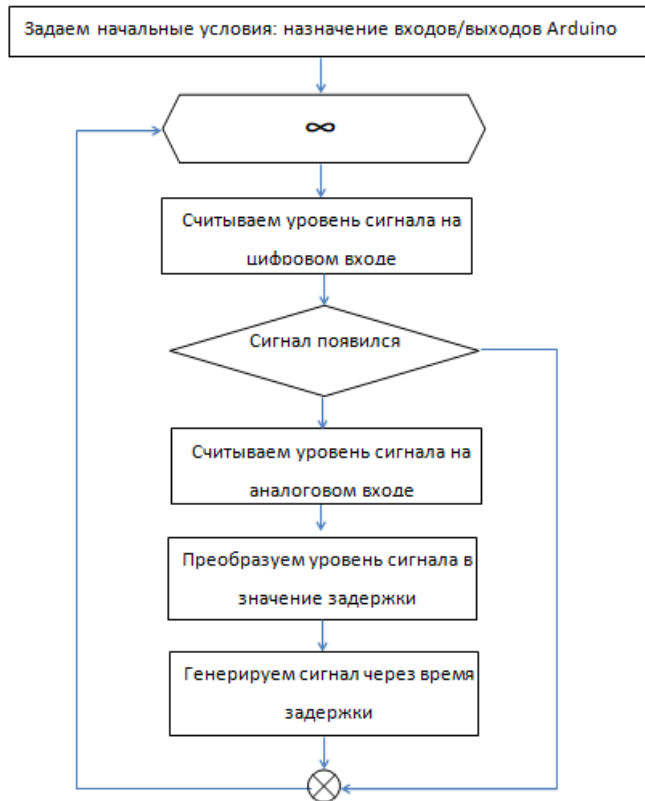 Задаем начальные условия: назначение входов/выходов Arduino
∞
Считываем уровень сигнала на
цифровом входе
Сигнал появился
Считываем уровень сигнала на
аналоговом входе
Преобразуем уровень сигнала в
значение задержки
Генерируем сигнал через время
задержки